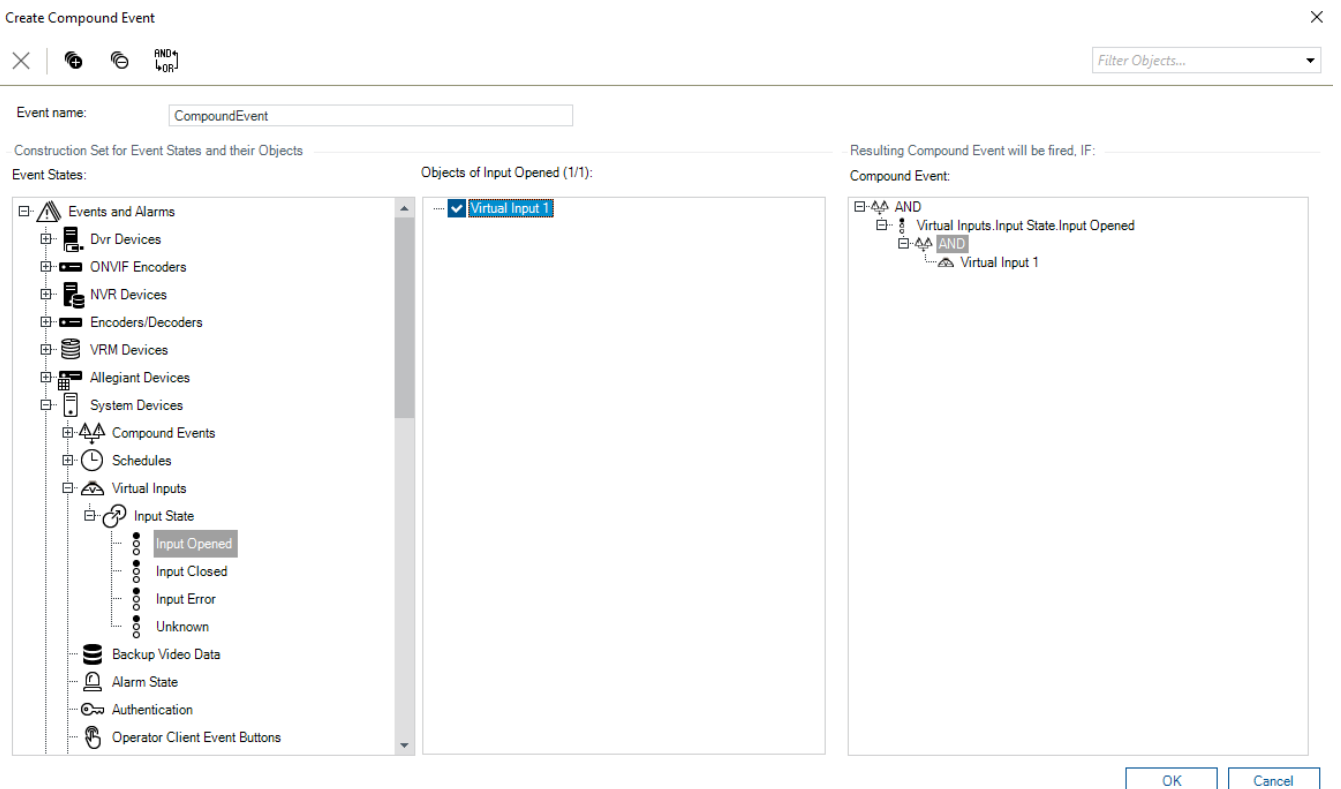 Create Compound Event
AND
OR
Filter Objects...
Event name:
CompoundEvent
Construction Set for Event States and their Objects
Event States:
Events and Alarms
Dvr Devices
ONVIF Encoders
NVR Devices
Encoders/Decoders
VRM Devices
Allegiant Devices
System Devices
Compound Events
Schedules
Virtual Inputs
Input State
Input Opened
Input Closed
Input Error
Unknown
Backup Video Data
Alarm State
Authentication
Operator Client Event Buttons
Objects of Input Opened (1/1):
Virtual Input 1
Resulting Compound Event will be fired, IF:
Compound Event:
AND
Virtual Inputs.Input State.Input Opened
AND
Virtual Input 1
OK
Cancel